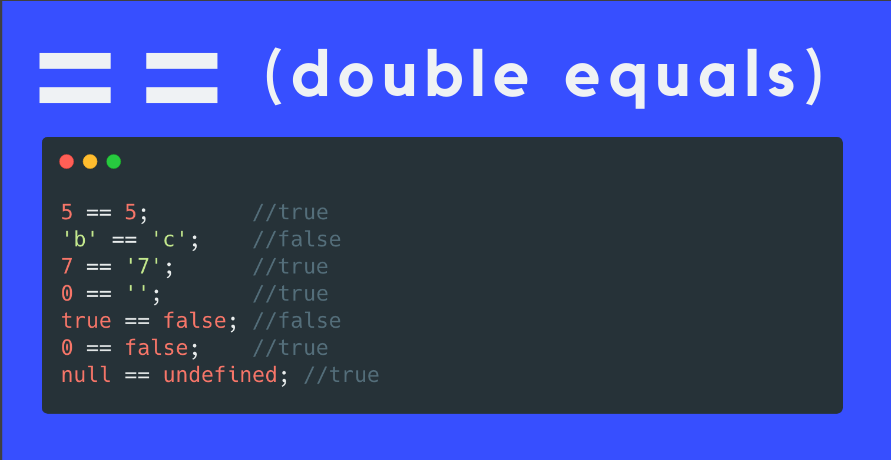 == (double equals)
5 == 5; //true
'b' == 'c'; //false
7 == '7'; //true
0 == ''; //true
true == false; //false
0 == false; //true
null == undefined; //true